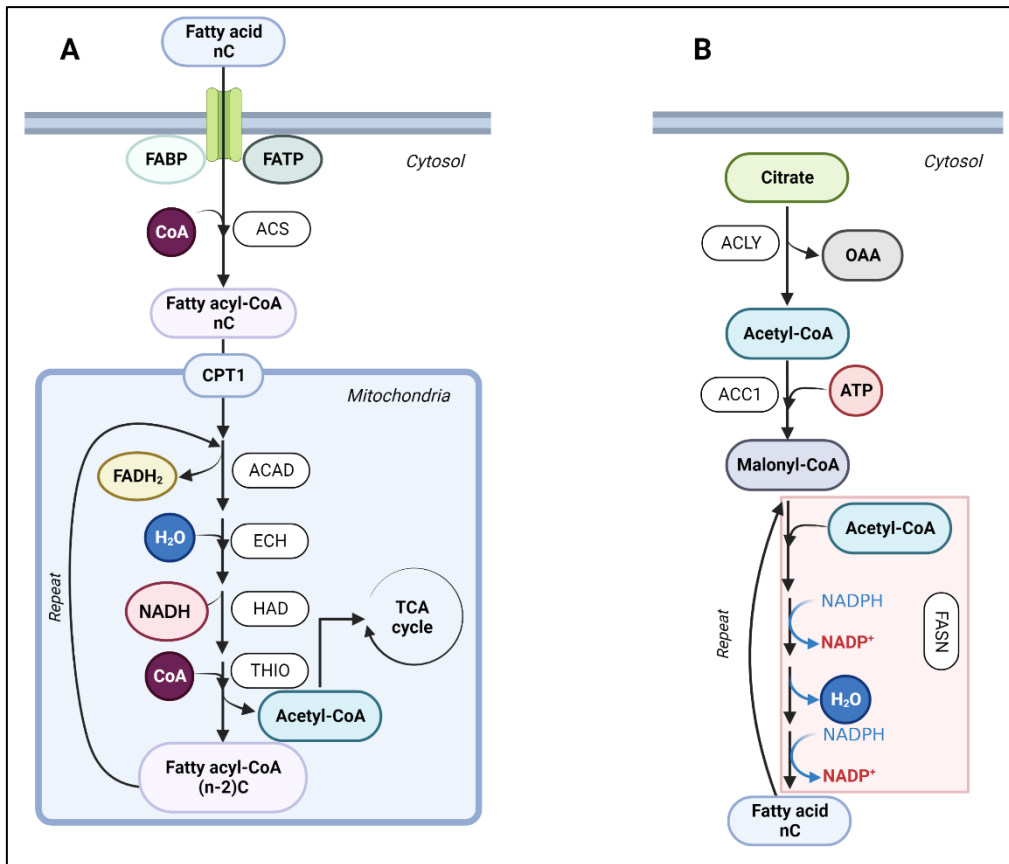 A
Fatty acid
nC
FABP
FATP
Cytosol
CoA
ACS
Fatty acyl-CoA
nC
CPT1
Mitochondria
FADH₂
ACAD
H₂O
ECH
Repeat
NADH
HAD
TCA
cycle
CoA
THIO
Acetyl-CoA
Fatty acyl-CoA
(n-2)C
B
Cytosol
Citrate
ACLY
OAA
Acetyl-CoA
ACC1
ATP
Malonyl-CoA
Acetyl-CoA
Repeat
NADPH
NADP⁺
FASN
H₂O
NADPH
NADP⁺
Fatty acid
nC